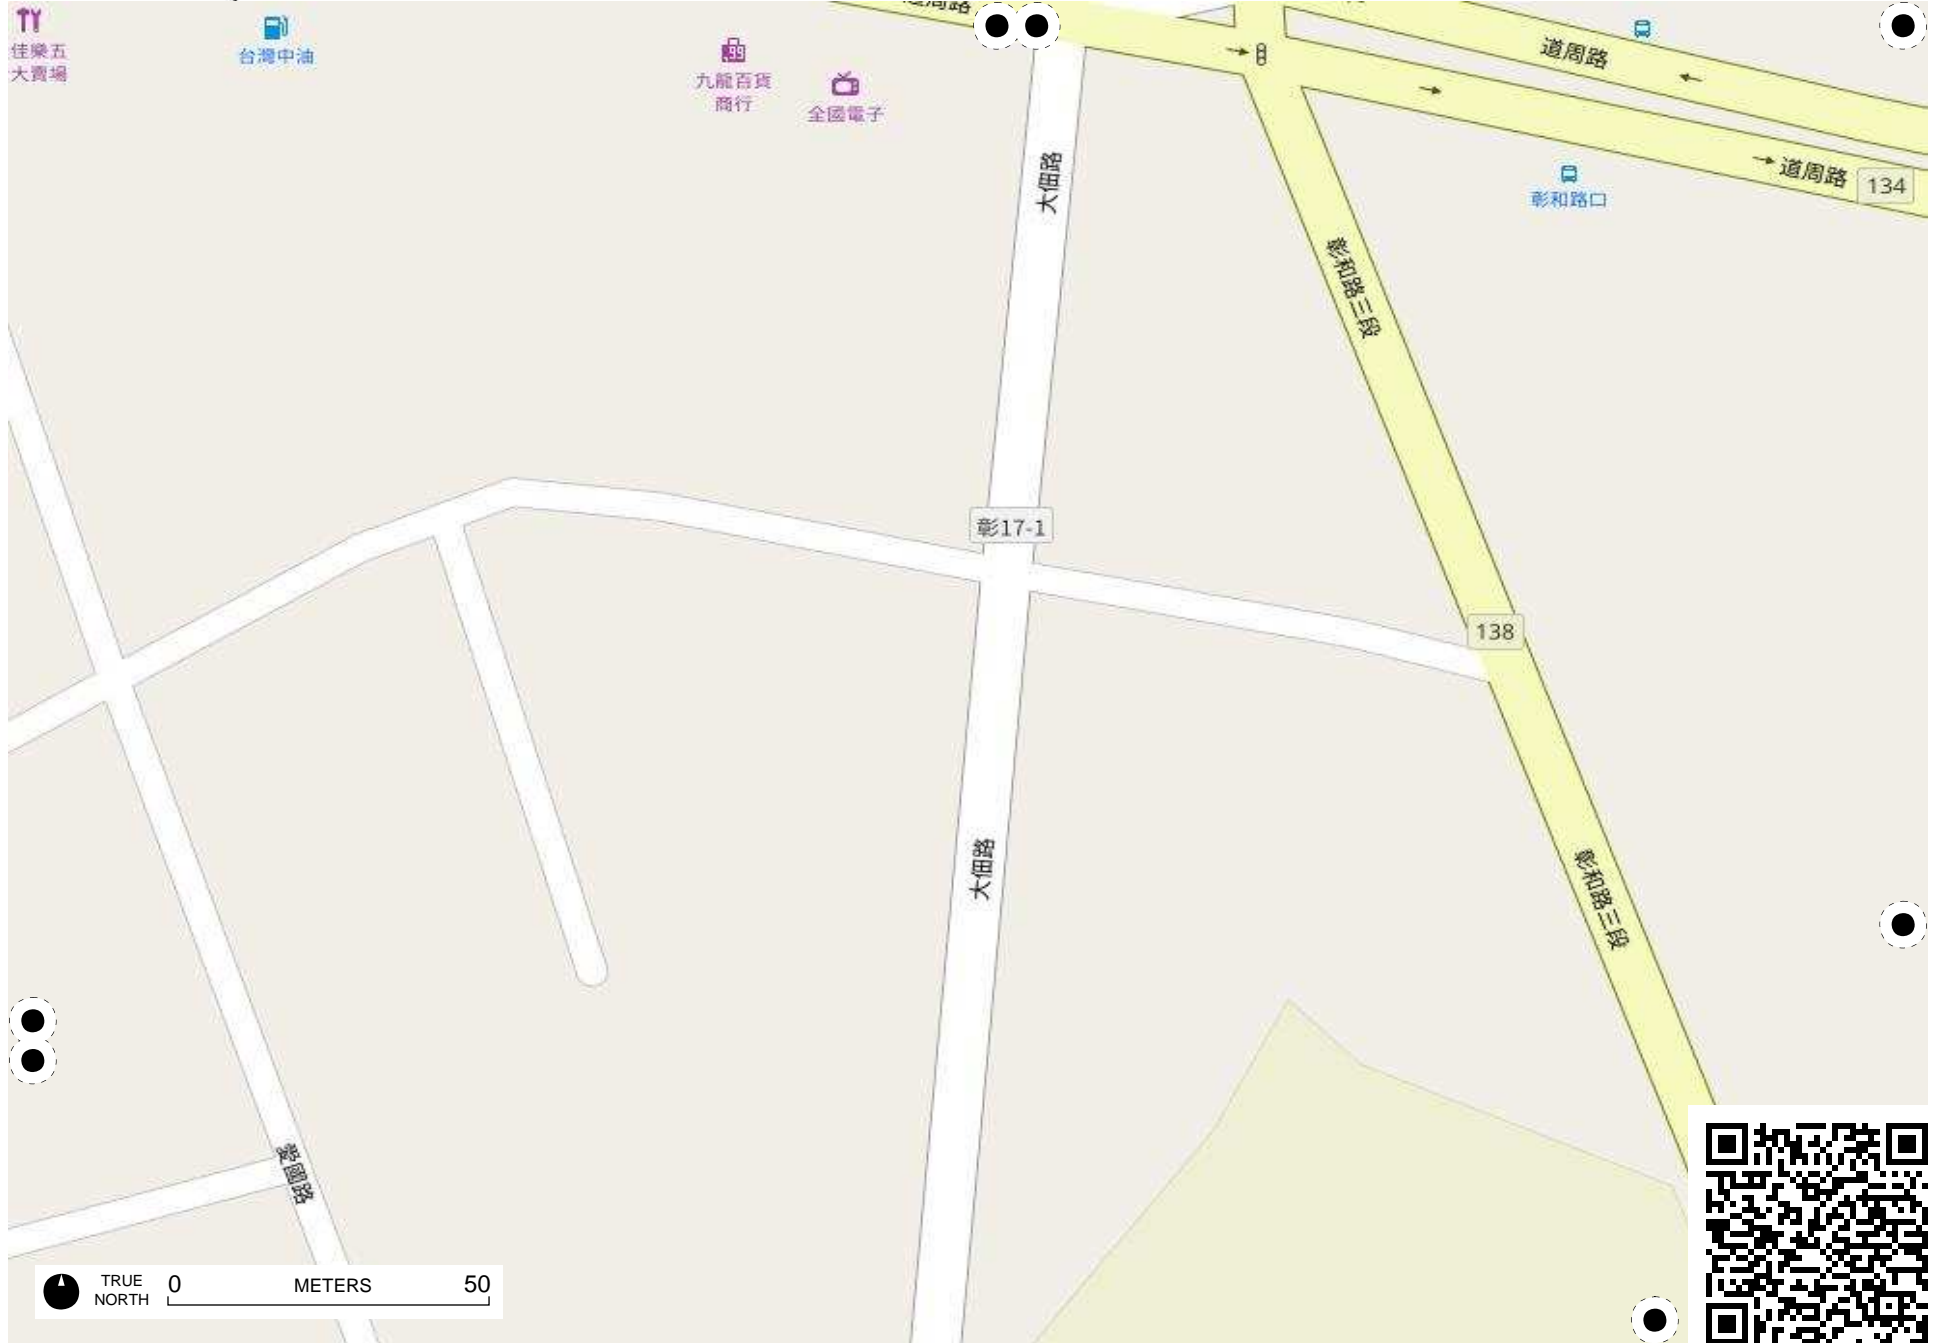 佳樂五
大賣場
台灣中油
九龍百貨
商行
全國電子
道周路
道周路
道周路
134
彰和路口
大佃路
彰和路三段
彰17-1
138
大佃路
彰和路三段
愛國路
TRUE
NORTH
0
METERS
50